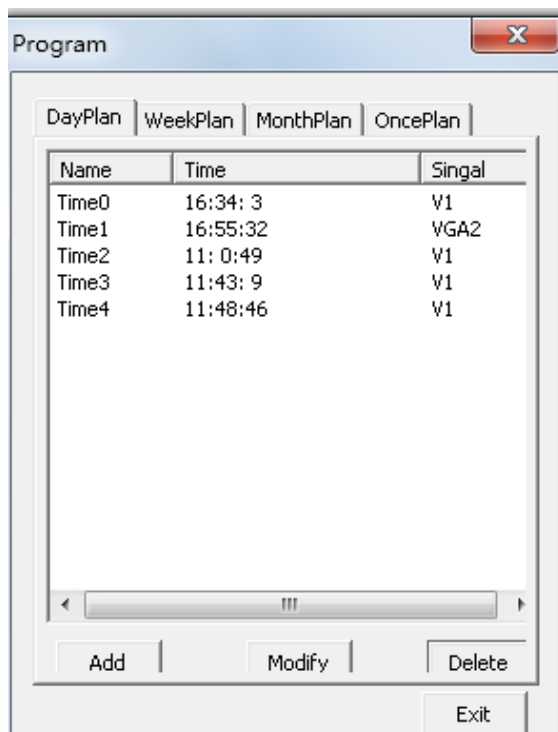 Program
DayPlan WeekPlan MonthPlan OncePlan
Name Time Singal
Time0 16:34: 3 V1
Time1 16:55:32 VGA2
Time2 11: 0:49 V1
Time3 11:43: 9 V1
Time4 11:48:46 V1
Add Modify Delete
Exit